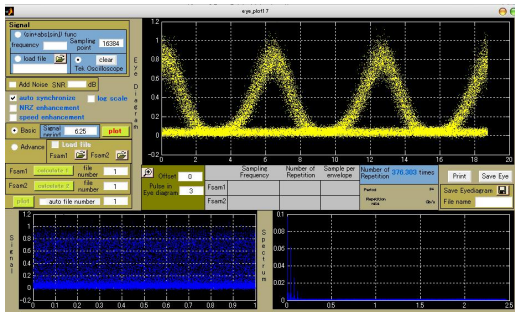 eye_plot17
Signal
(sin+abs(sin)) func
frequency
Sampling point 16384
load file
clear
Tek Oscilloscope
Add Noise SNR dB
auto synchronize
log scale
NRZ enhancement
speed enhancement
Basic
Signal period 6.25
plot
Advance
Load file
Fsam1 Fsam2
Fsam1
file number 1
Fsam2
file number 1
plot
auto file number 1
Eye Diagram
1.2
1
0.8
0.6
0.4
0.2
0
-0.2
0 2 4 6 8 10 12 14 16 18 20
Offset 0
Pulse in Eye diagram 3
Sampling Frequency
Number of Repetition
Sample per envelope
Fsam1
Fsam2
Number of Repetition 376.383 times
Period
Repetition rate
Print
Save Eye
Save Eyediagram
File name
Signal
1.2
1
0.8
0.6
0.4
0.2
0
-0.2
0 0.1 0.2 0.3 0.4 0.5 0.6 0.7 0.8 0.9
Spectrum
0.1
0.08
0.06
0.04
0.02
0
0 0.5 1 1.5 2 2.5